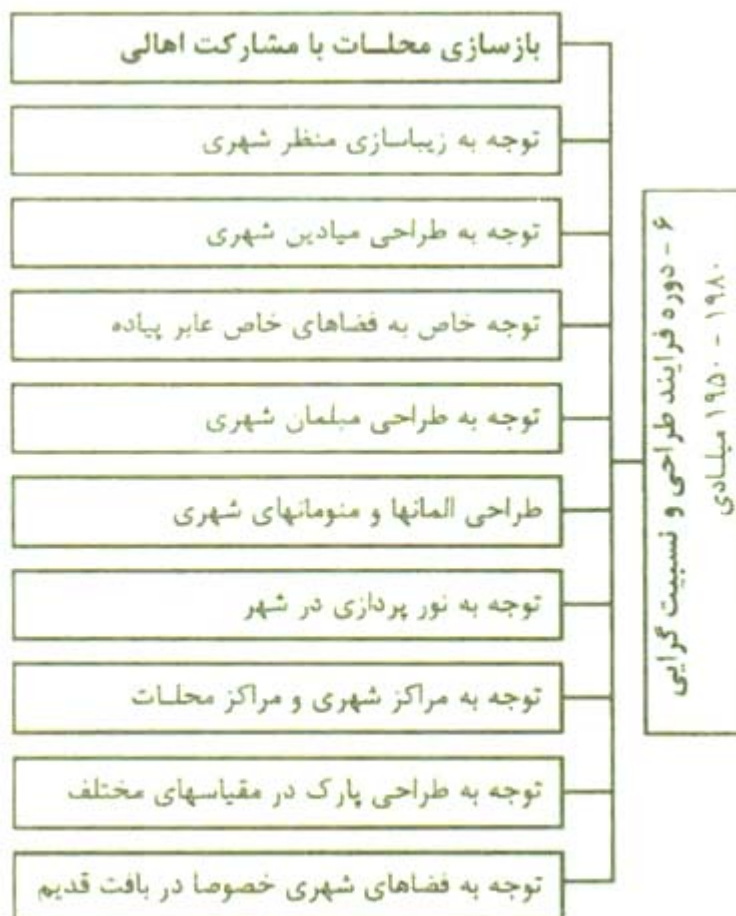 ۶ - دوره فرایند طراحی و نسبیت گرایی
۱۹۸۰ - ۱۹۵۰ میلادی
بازسازی محلات با مشارکت اهالی
توجه به زیباسازی منظر شهری
توجه به طراحی میادین شهری
توجه خاص به فضاهای خاص عابر پیاده
توجه به طراحی مبلمان شهری
طراحی المانها و منومانهای شهری
توجه به نور پردازی در شهر
توجه به مراکز شهری و مراکز محلات
توجه به طراحی پارک در مقیاسهای مختلف
توجه به فضاهای شهری خصوصا در بافت قدیم